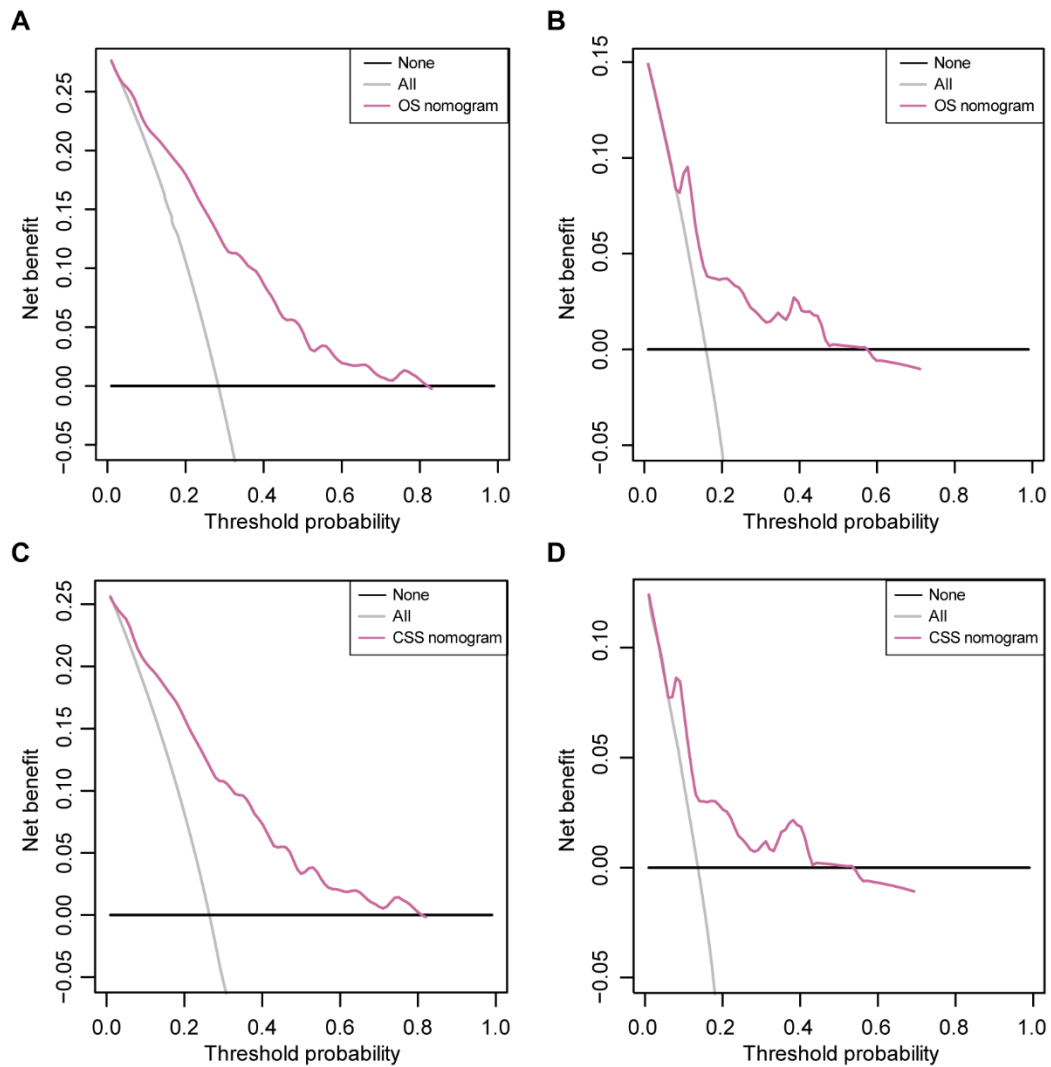 A
None
All
OS nomogram
Net benefit
0.25
0.20
0.15
0.10
0.05
0.00
−0.05
0.0 0.2 0.4 0.6 0.8 1.0
Threshold probability
B
None
All
OS nomogram
Net benefit
0.15
0.10
0.05
0.00
−0.05
0.0 0.2 0.4 0.6 0.8 1.0
Threshold probability
C
None
All
CSS nomogram
Net benefit
0.25
0.20
0.15
0.10
0.05
0.00
−0.05
0.0 0.2 0.4 0.6 0.8 1.0
Threshold probability
D
None
All
CSS nomogram
Net benefit
0.10
0.05
0.00
−0.05
0.0 0.2 0.4 0.6 0.8 1.0
Threshold probability